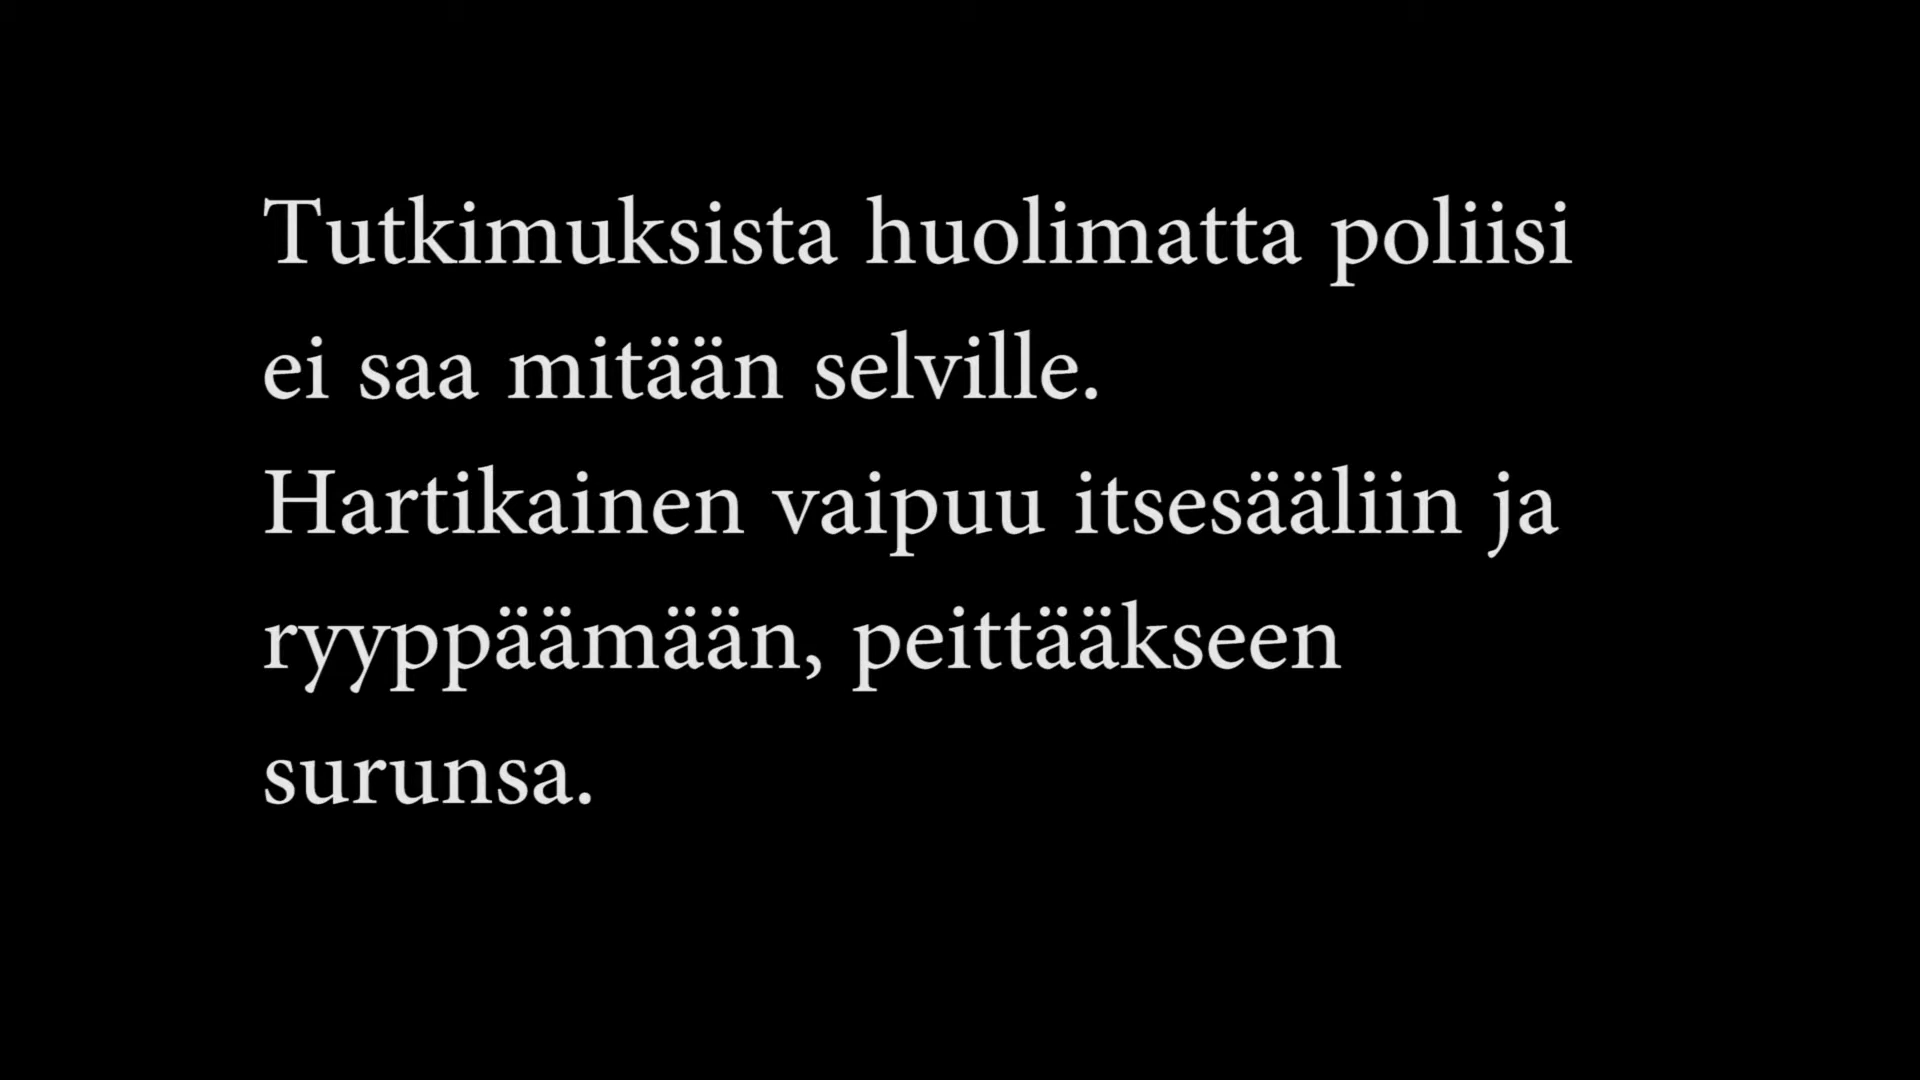 Tutkimuksista huolimatta poliisi
ei saa mitään selville.
Hartikainen vaipuu itsesääliin ja
ryyppäämään, peittääkseen
surunsa.